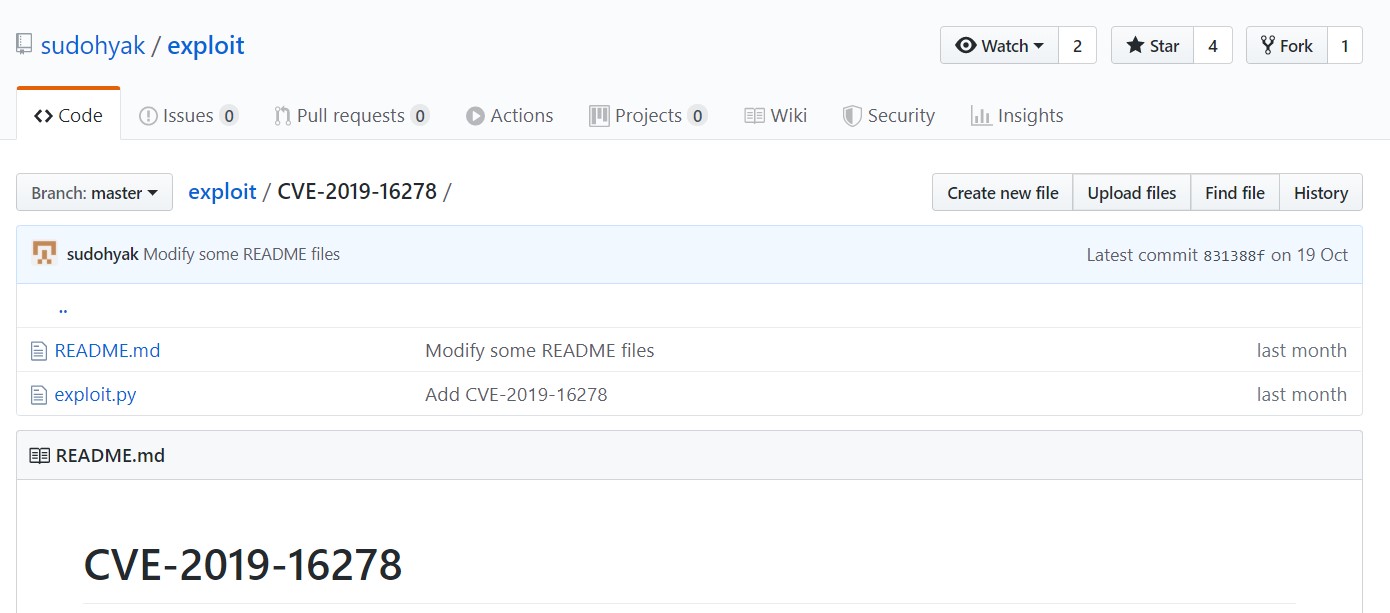 sudohyak / exploit Watch 2 Star 4 Fork 1
Code Issues 0 Pull requests 0 Actions Projects 0 Wiki Security Insights
Branch: master exploit / CVE-2019-16278 / Create new file Upload files Find file History
sudohyak Modify some README files Latest commit 831388f on 19 Oct
..
README.md Modify some README files last month
exploit.py Add CVE-2019-16278 last month
README.md
CVE-2019-16278